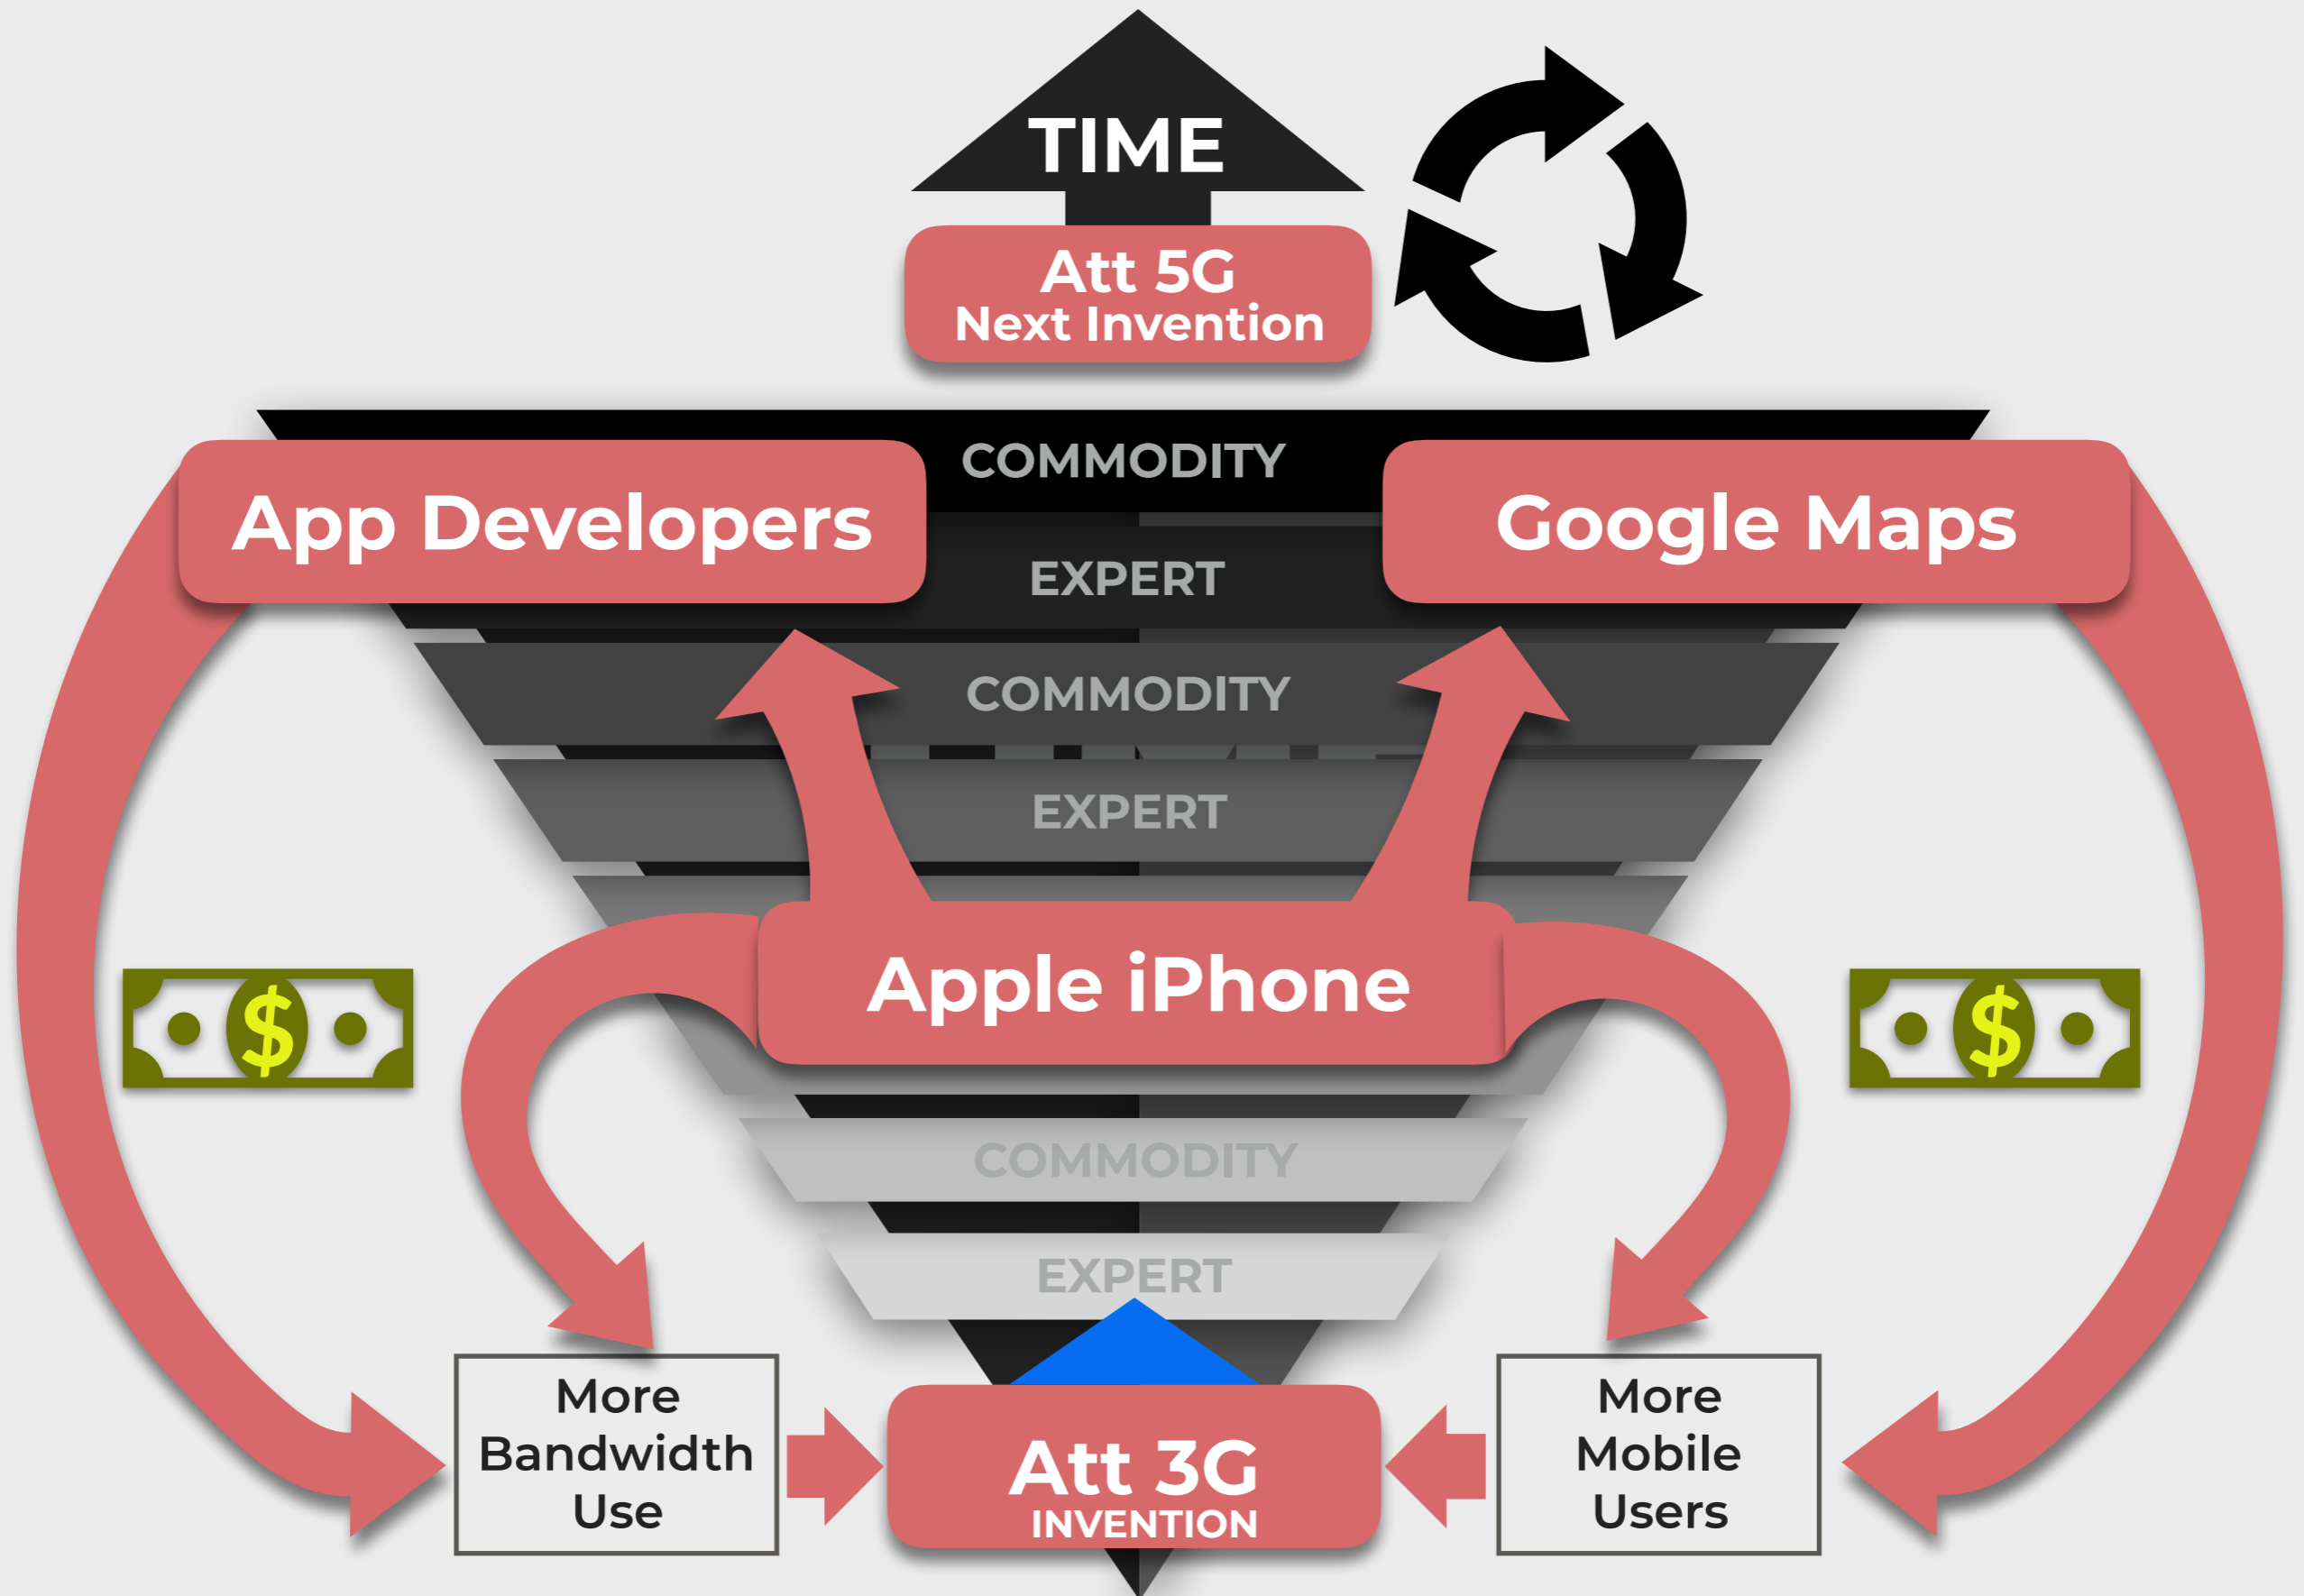 TIME
Att 5G
Next Invention
COMMODITY
App Developers
Google Maps
EXPERT
COMMODITY
EXPERT
Apple iPhone
COMMODITY
EXPERT
More
Bandwidth
Use
Att 3G
INVENTION
More
Mobile
Users
$
$